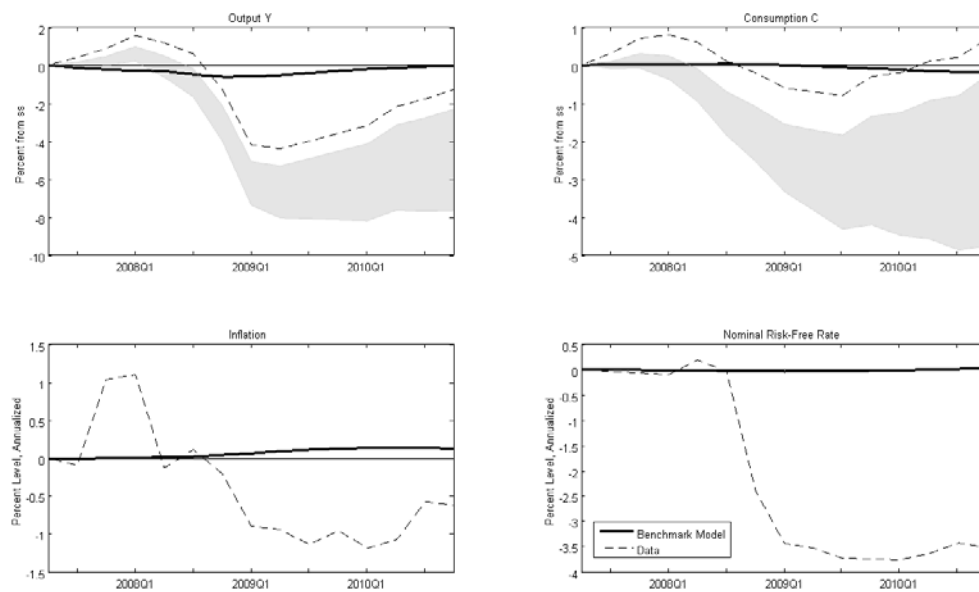 Output Y
2
0
-2
-4
-6
-8
-10
Percent from ss
2008Q1 2009Q1 2010Q1
Consumption C
1
0
-1
-2
-3
-4
-5
Percent from ss
2008Q1 2009Q1 2010Q1
Inflation
1.5
1
0.5
0
-0.5
-1
-1.5
Percent Level, Annualized
2008Q1 2009Q1 2010Q1
Nominal Risk-Free Rate
0.5
0
-0.5
-1
-1.5
-2
-2.5
-3
-3.5
-4
Percent Level, Annualized
Benchmark Model
Data
2008Q1 2009Q1 2010Q1